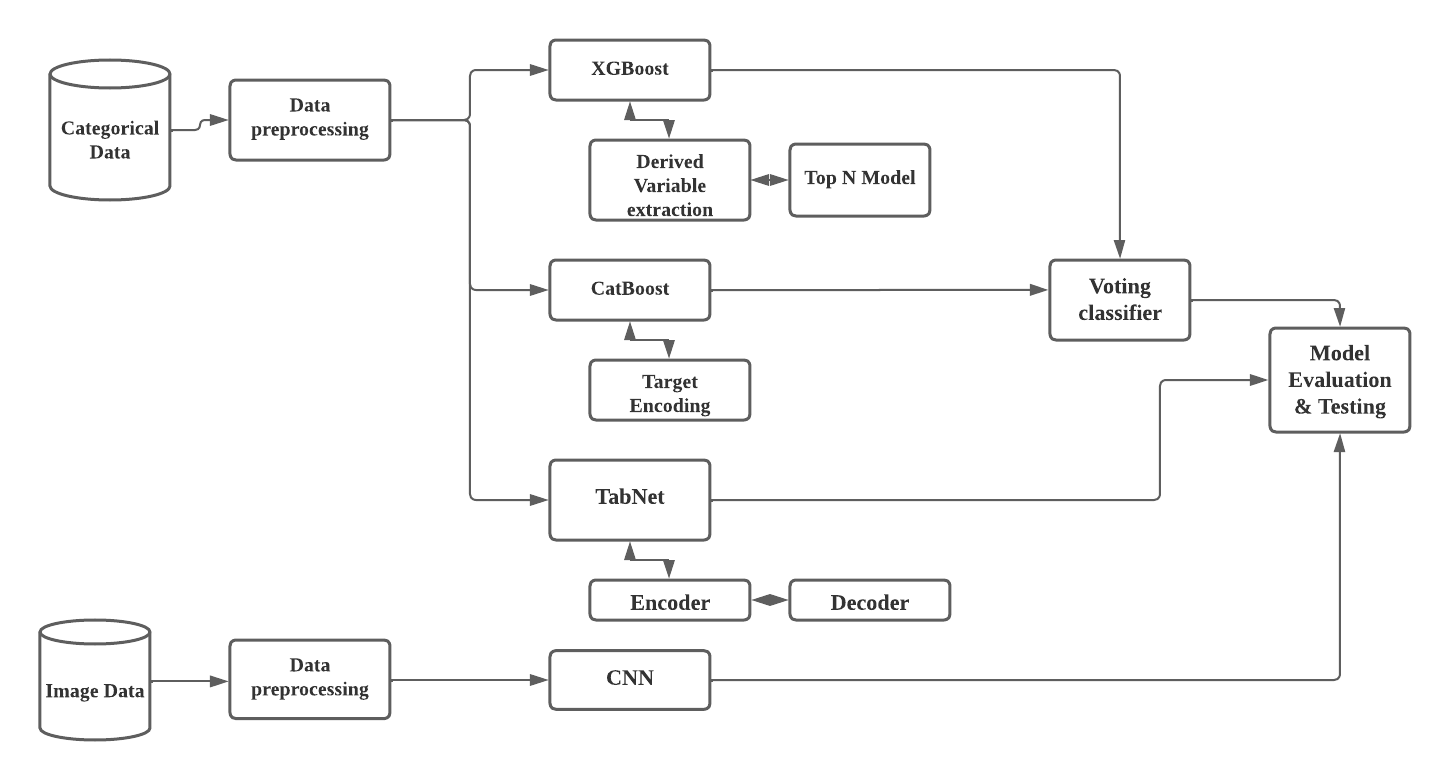 XGBoost
Categorical
Data
Data
preprocessing
Derived
Variable
extraction
Top N Model
CatBoost
Voting
classifier
Target
Encoding
Model
Evaluation
& Testing
TabNet
Encoder
Decoder
Image Data
Data
preprocessing
CNN